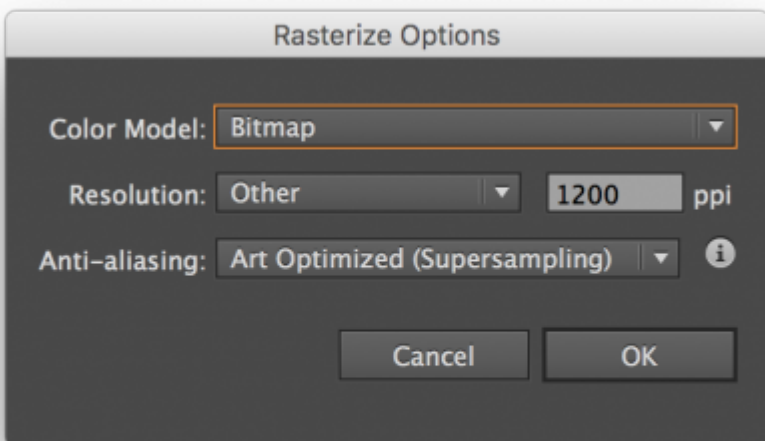 Rasterize Options
Color Model: Bitmap
Resolution: Other 1200 ppi
Anti-aliasing: Art Optimized (Supersampling) i
Cancel OK